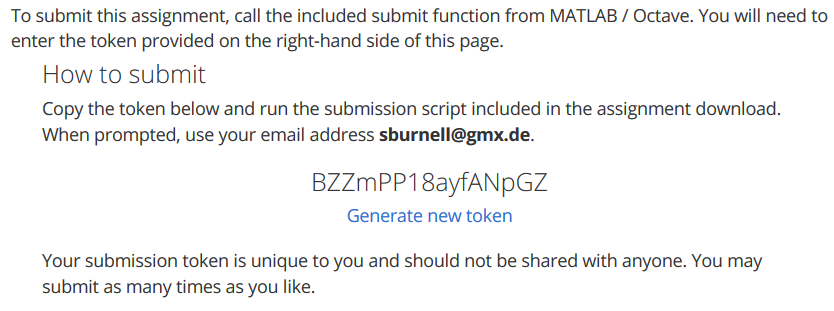 To submit this assignment, call the included submit function from MATLAB / Octave. You will need to
enter the token provided on the right-hand side of this page.
How to submit
Copy the token below and run the submission script included in the assignment download.
When prompted, use your email address sburnell@gmx.de.
BZZmPP18ayfANpGZ
Generate new token
Your submission token is unique to you and should not be shared with anyone. You may
submit as many times as you like.